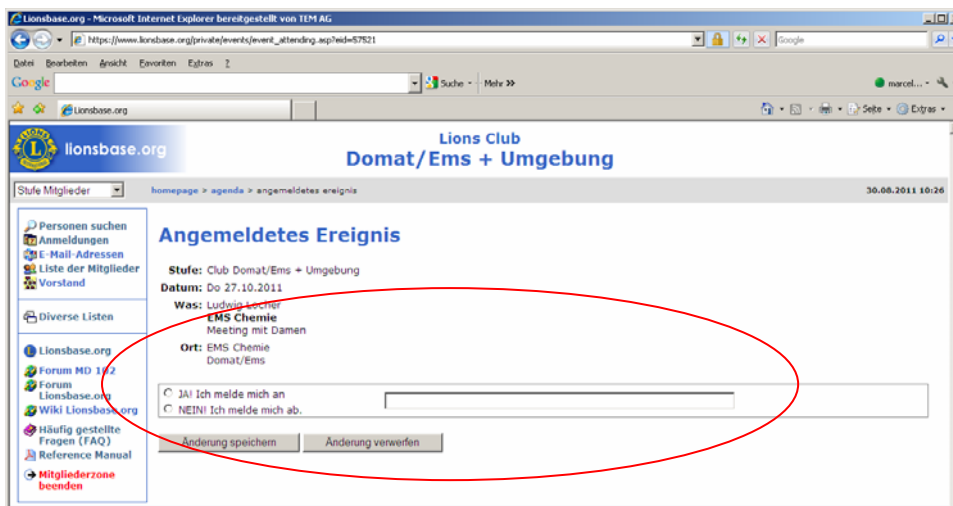 Lionsbase.org - Microsoft Internet Explorer bereitgestellt von TEM AG
https://www.lionsbase.org/private/events/event_attending.asp?eid=57521
Google
Datei Bearbeiten Ansicht Favoriten Extras ?
Google Suche Mehr >> marcel...
Lionsbase.org Seite Extras
LIONS
L
lionsbase.org
Lions Club
Domat/Ems + Umgebung
Stufe Mitglieder homepage > agenda > angemeldetes ereignis 30.08.2011 10:26
Personen suchen
Anmeldungen
E-Mail-Adressen
Liste der Mitglieder
Vorstand
Diverse Listen
Lionsbase.org
Forum MD 102
Forum
Lionsbase.org
Wiki Lionsbase.org
Häufig gestellte
Fragen (FAQ)
Reference Manual
Mitgliederzone
beenden
Angemeldetes Ereignis
Stufe: Club Domat/Ems + Umgebung
Datum: Do 27.10.2011
Was: Ludwig Locher
EMS Chemie
Meeting mit Damen
Ort: EMS Chemie
Domat/Ems
JA! Ich melde mich an
NEIN! Ich melde mich ab.
Änderung speichern Änderung verwerfen